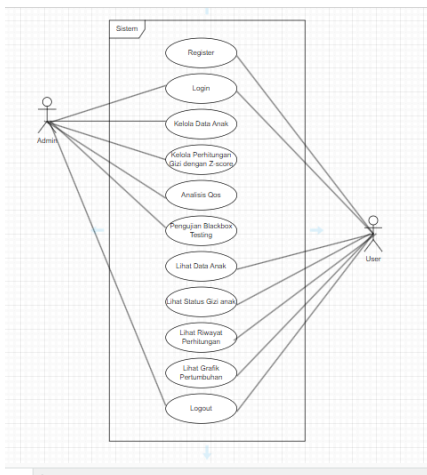 Sistem
Register
Login
Admin
Kelola Data Anak
Kelola Perhitungan
Gizi dengan Z-score
Analisis Qos
Pengujian Blackbox
Testing
User
Lihat Data Anak
Lihat Status Gizi anak
Lihat Riwayat
Perhitungan
Lihat Grafik
Pertumbuhan
Logout